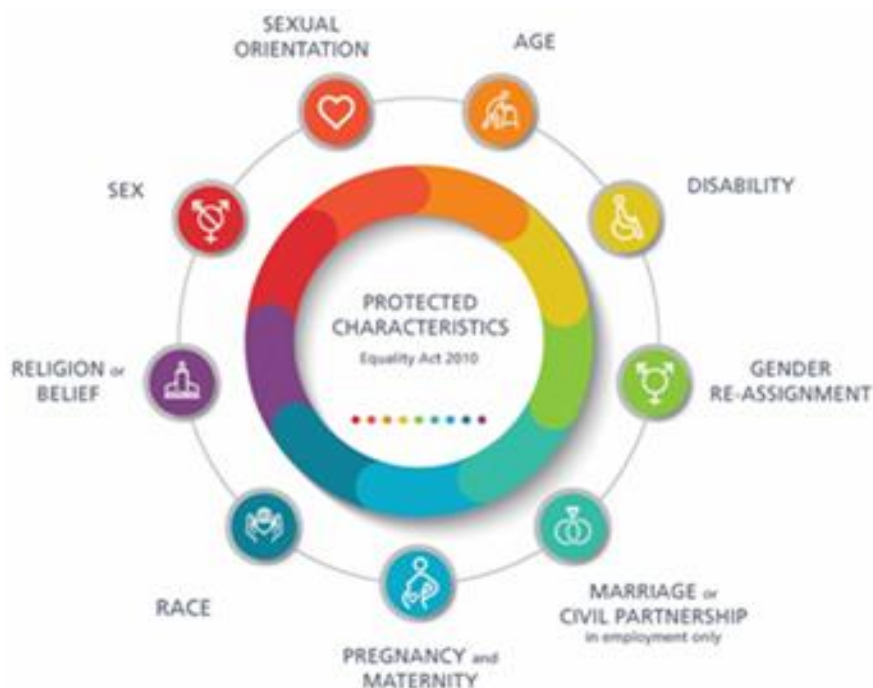 PROTECTED
CHARACTERISTICS
Equality Act 2010
AGE
DISABILITY
GENDER
RE-ASSIGNMENT
MARRIAGE or
CIVIL PARTNERSHIP
in employment only
PREGNANCY and
MATERNITY
RACE
RELIGION or
BELIEF
SEX
SEXUAL
ORIENTATION